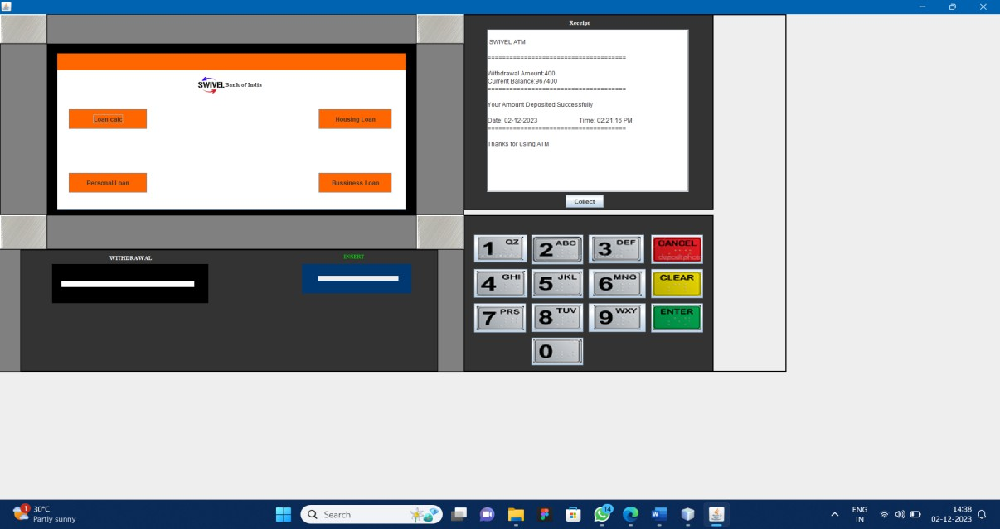 SWIVEL Bank of India
Loan calc
Housing Loan
Personal Loan
Bussiness Loan
Receipt
SWIVEL ATM
======================================
Withdrawal Amount:400
Current Balance:967400
======================================
Your Amount Deposited Successfully
Date: 02-12-2023 Time: 02:21:16 PM
======================================
Thanks for using ATM
Collect
WITHDRAWAL
INSERT
1 QZ 2 ABC 3 DEF CANCEL
depositphotos
4 GHI 5 JKL 6 MNO CLEAR
7 PRS 8 TUV 9 WXY ENTER
0
1
30°C
Partly sunny
Search
14
W
ENG
IN
14:38
02-12-2023